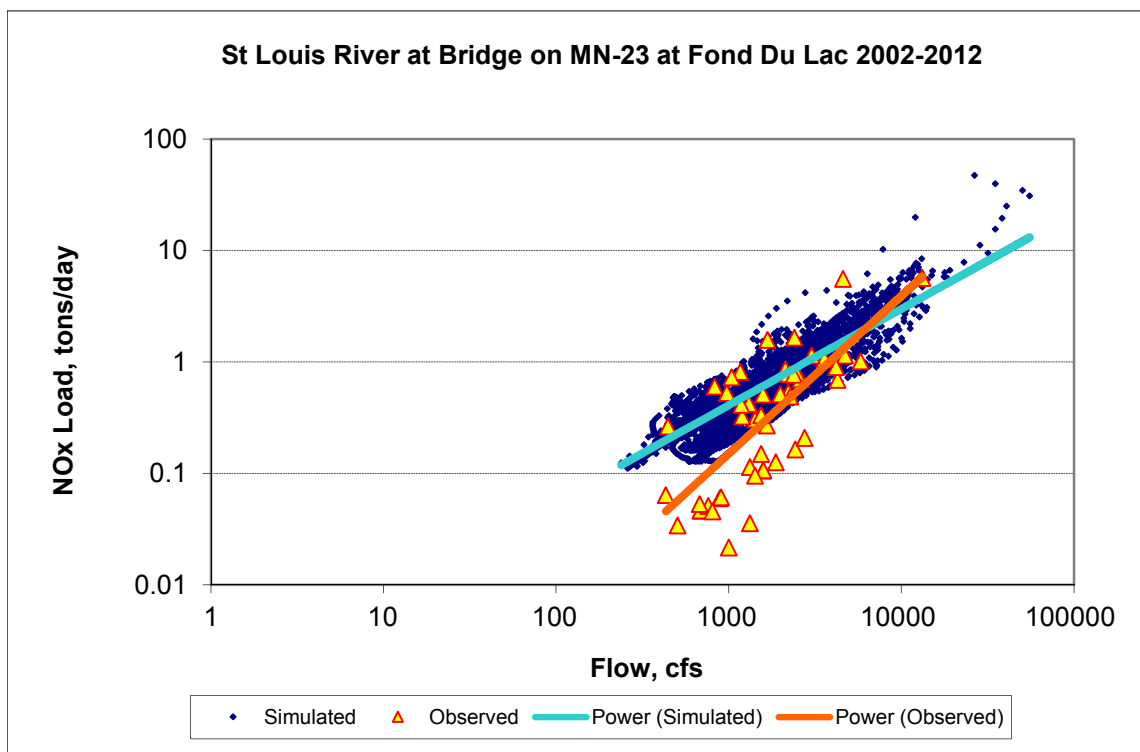 St Louis River at Bridge on MN-23 at Fond Du Lac 2002-2012
100
10
1
0.1
0.01
NOx Load, tons/day
1 10 100 1000 10000 100000
Flow, cfs
Simulated Observed Power (Simulated) Power (Observed)